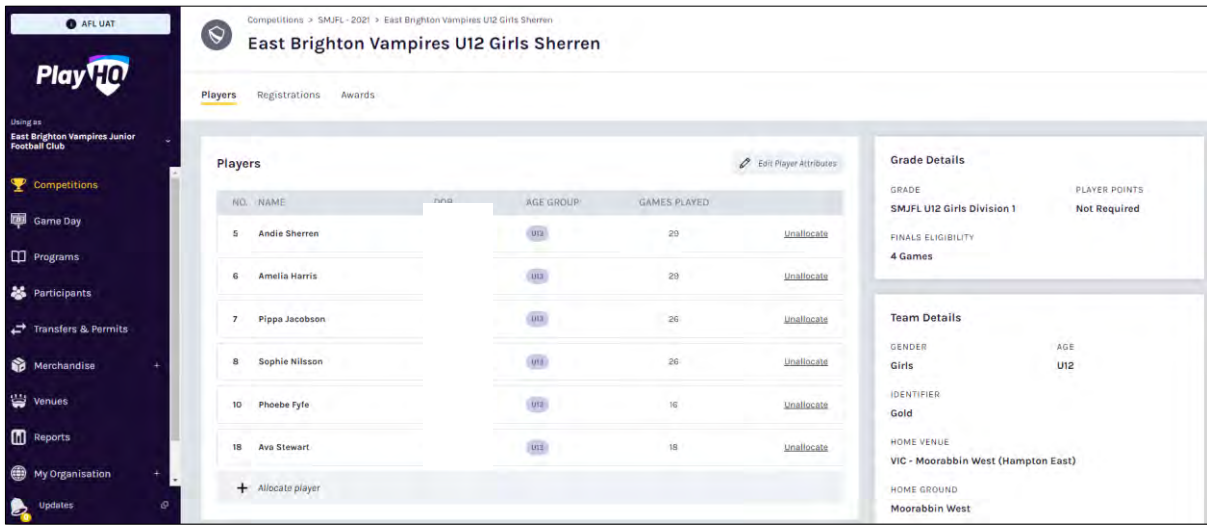 AFL UAT
PlayHQ
Using as
East Brighton Vampires Junior
Football Club
Competitions
Game Day
Programs
Participants
Transfers & Permits
Merchandise +
Venues
Reports
My Organisation +
Updates
Competitions > SMJFL - 2021 > East Brighton Vampires U12 Girls Sherren
East Brighton Vampires U12 Girls Sherren
Players Registrations Awards
Players
Edit Player Attributes
NO. NAME DOB AGE GROUP GAMES PLAYED
5 Andie Sherren 29 Unallocate
6 Amelia Harris 29 Unallocate
7 Pippa Jacobson 26 Unallocate
8 Sophie Nilsson 26 Unallocate
10 Phoebe Fyfe 16 Unallocate
18 Ava Stewart 18 Unallocate
+ Allocate player
Grade Details
GRADE PLAYER POINTS
SMJFL U12 Girls Division 1 Not Required
FINALS ELIGIBILITY
4 Games
Team Details
GENDER AGE
Girls U12
IDENTIFIER
Gold
HOME VENUE
VIC - Moorabbin West (Hampton East)
HOME GROUND
Moorabbin West